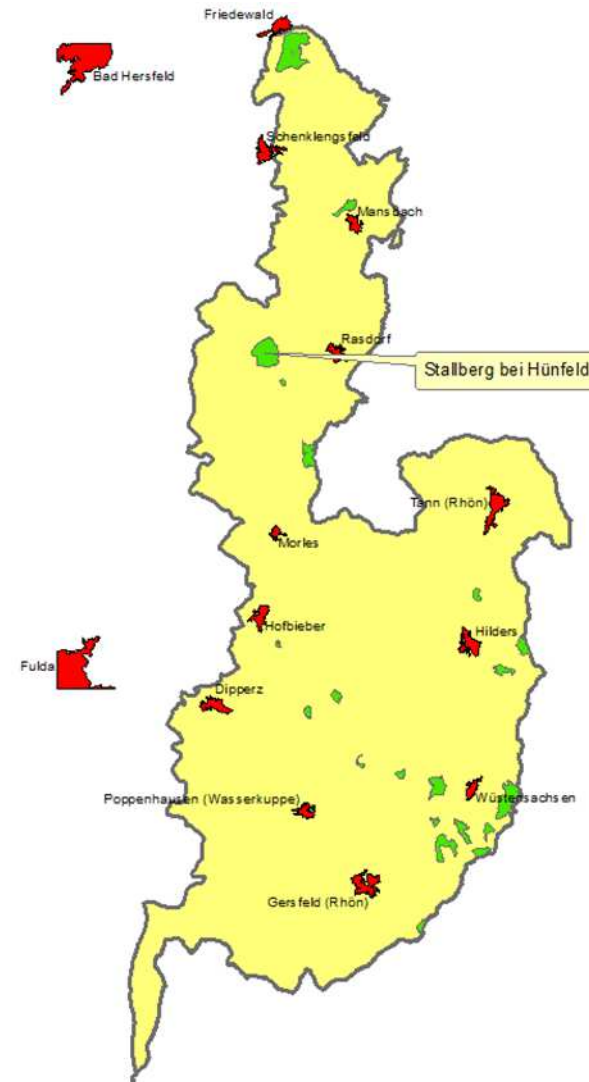 Friedewald
Bad Hersfeld
Schenklengsfeld
Mansbach
Rasdorf
Stallberg bei Hünfeld
Tann (Rhön)
Morles
Hofbieber
Hilders
Fulda
Dipperz
Poppenhausen (Wasserkuppe)
Wüstensachsen
Gersfeld (Rhön)